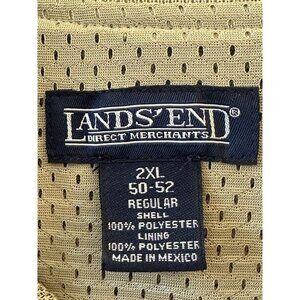 LANDS' END®
DIRECT MERCHANTS
2XL
50-52
REGULAR
SHELL
100% POLYESTER
LINING
100% POLYESTER
MADE IN MEXICO